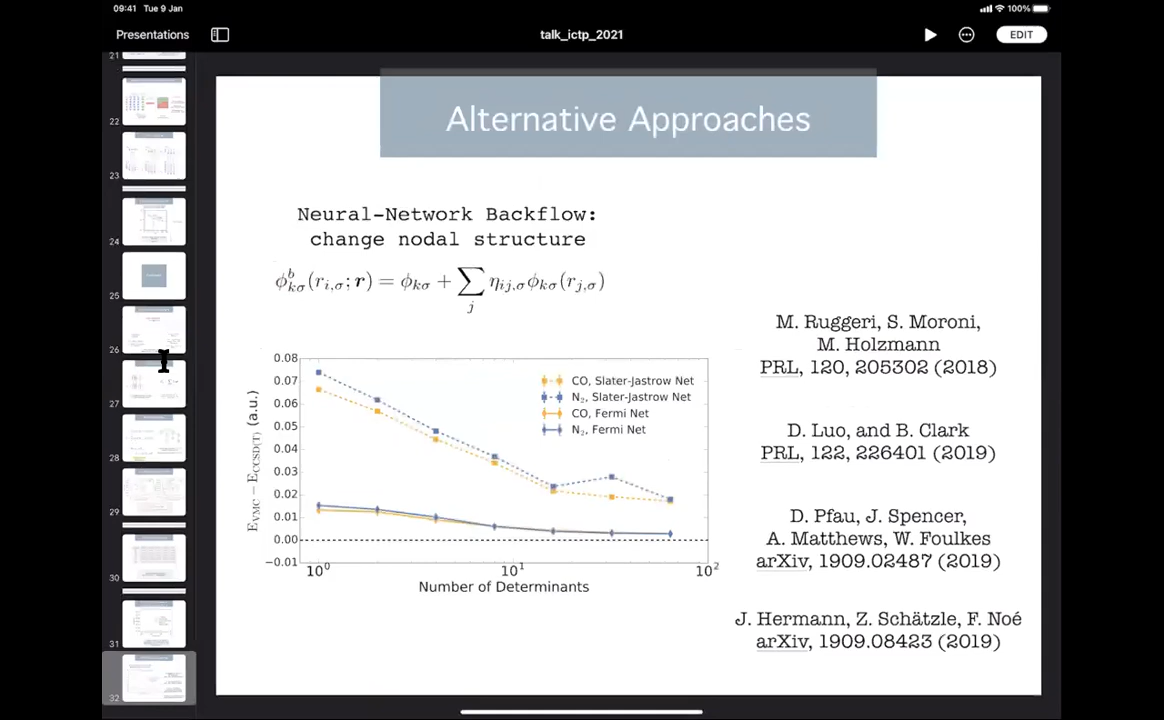 09:41 Tue 9 Jan
100%
Presentations
talk_ictp_2021
EDIT
21
22
23
24
25
26
27
28
29
30
31
32
Alternative Approaches
Neural-Network Backflow:
change nodal structure
ϕ^b_{kσ}(r_{i,σ}; r) = ϕ_{kσ} + ∑_j η_{ij,σ}ϕ_{kσ}(r_{j,σ})
M. Ruggeri, S. Moroni,
M. Holzmann
PRL, 120, 205302 (2018)
D. Luo, and B. Clark
PRL, 122, 226401 (2019)
D. Pfau, J. Spencer,
A. Matthews, W. Foulkes
arXiv, 1909.02487 (2019)
J. Hermann, Z. Schätzle, F. Noé
arXiv, 1909.08423 (2019)
E_VMC − E_CCSD(T) (a.u.)
0.08
0.07
0.06
0.05
0.04
0.03
0.02
0.01
0.00
−0.01
CO, Slater-Jastrow Net
N₂, Slater-Jastrow Net
CO, Fermi Net
N₂, Fermi Net
10⁰
10¹
10²
Number of Determinants